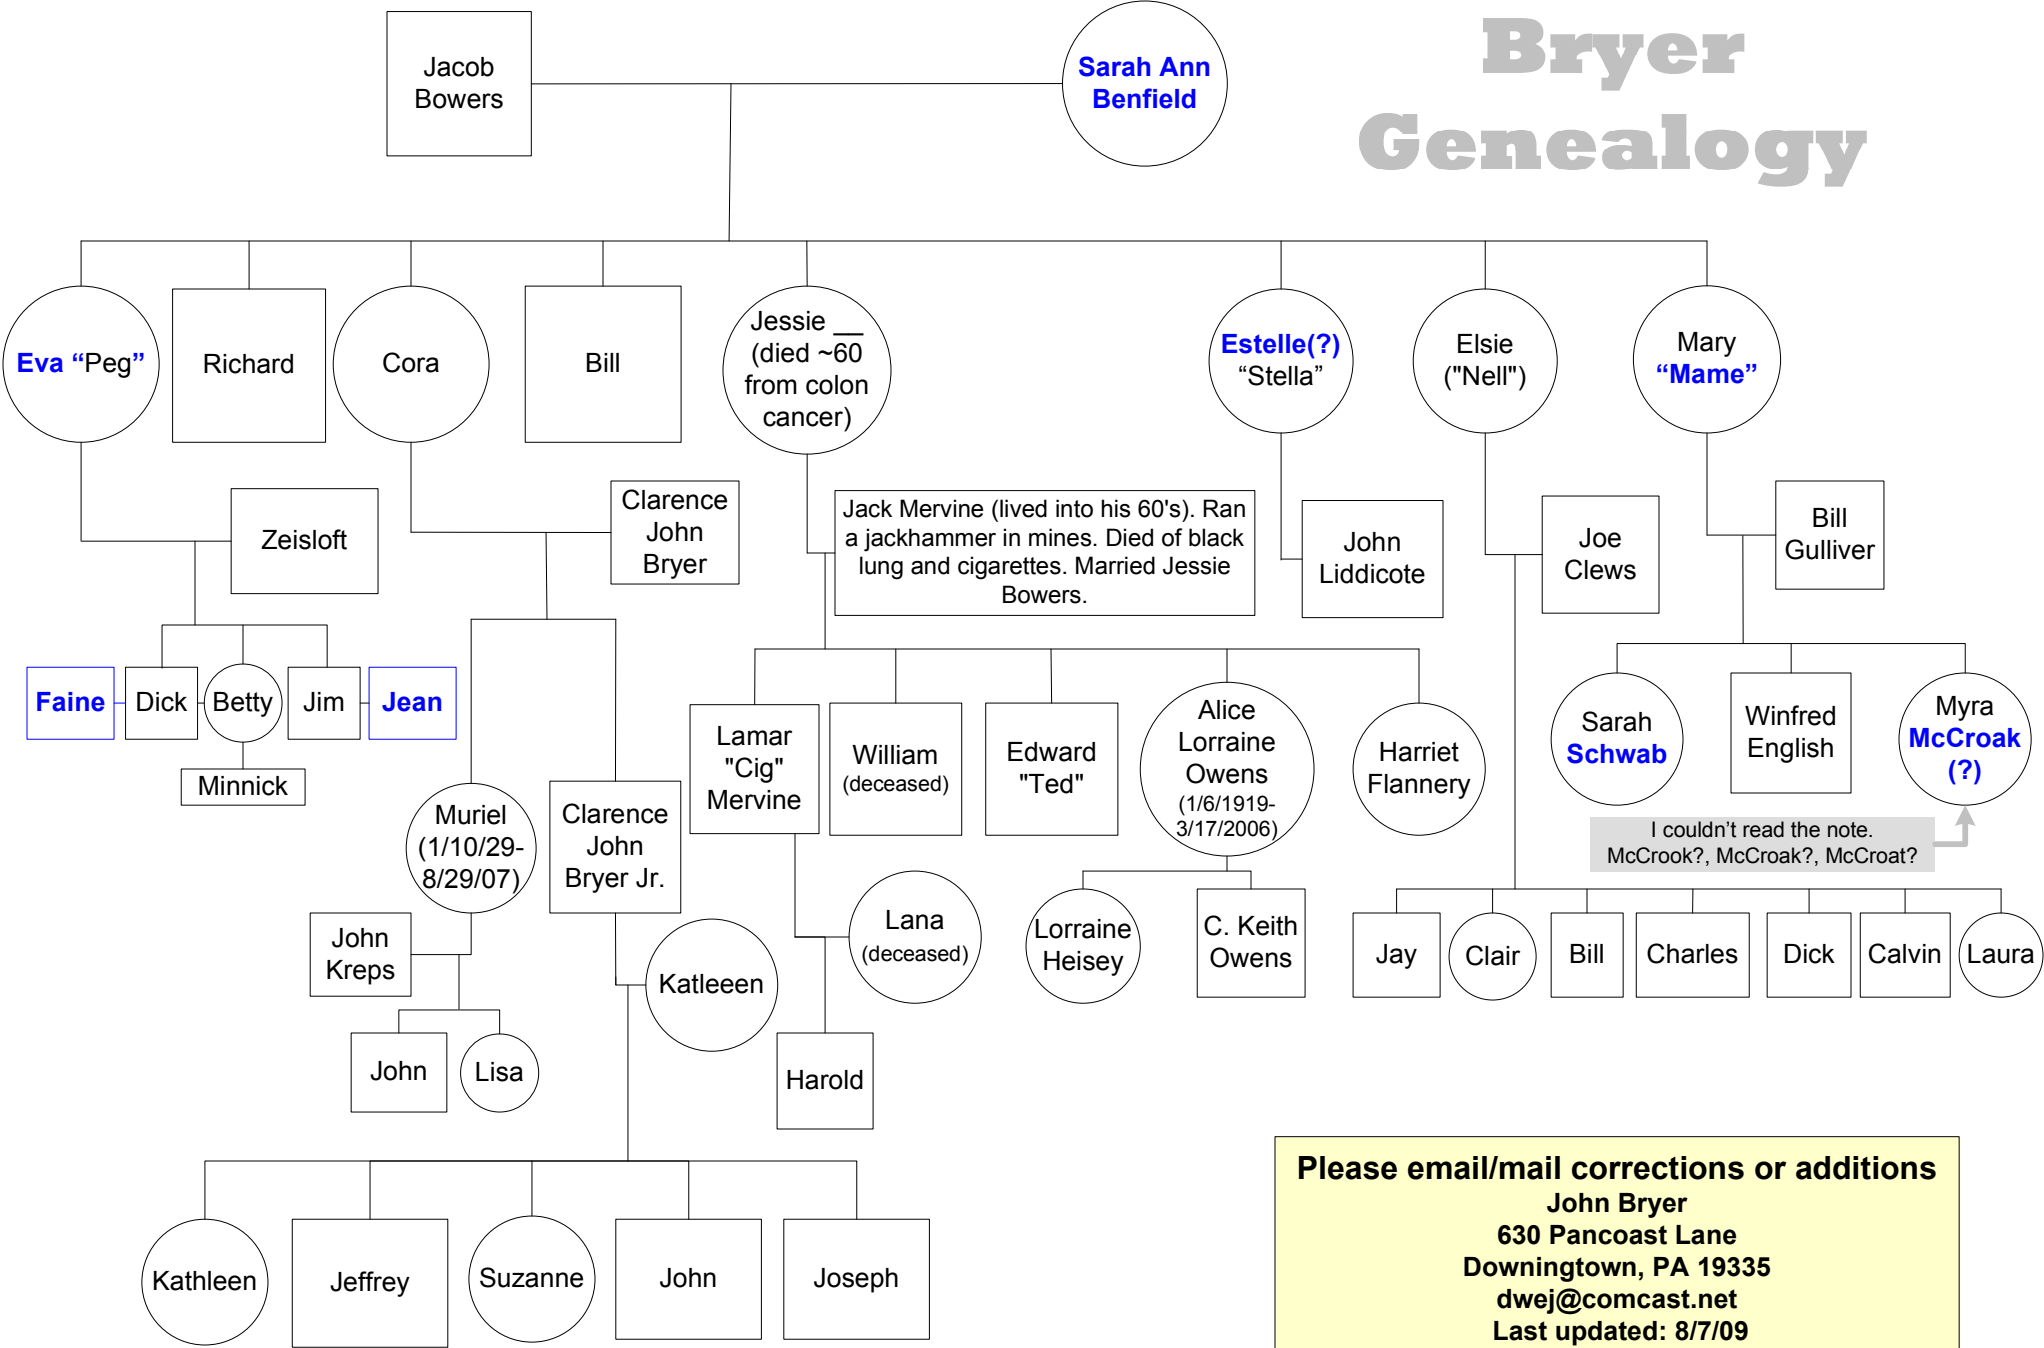 Bryer
Genealogy
Jacob
Bowers
Sarah Ann
Benfield
Eva “Peg”
Richard
Cora
Bill
Jessie __
(died ~60
from colon
cancer)
Estelle(?)
“Stella”
Elsie
("Nell")
Mary
“Mame”
Zeisloft
Clarence
John
Bryer
Jack Mervine (lived into his 60's). Ran
a jackhammer in mines. Died of black
lung and cigarettes. Married Jessie
Bowers.
John
Liddicote
Joe
Clews
Bill
Gulliver
Faine
Dick
Betty
Jim
Jean
Minnick
Muriel
(1/10/29-
8/29/07)
Clarence
John
Bryer Jr.
Lamar
"Cig"
Mervine
William
(deceased)
Edward
"Ted"
Alice
Lorraine
Owens
(1/6/1919-
3/17/2006)
Harriet
Flannery
Sarah
Schwab
Winfred
English
Myra
McCroak
(?)
I couldn’t read the note.
McCrook?, McCroak?, McCroat?
John
Kreps
Katleeen
Lana
(deceased)
Lorraine
Heisey
C. Keith
Owens
Jay
Clair
Bill
Charles
Dick
Calvin
Laura
John
Lisa
Harold
Kathleen
Jeffrey
Suzanne
John
Joseph
Please email/mail corrections or additions
John Bryer
630 Pancoast Lane
Downingtown, PA 19335
dwej@comcast.net
Last updated: 8/7/09